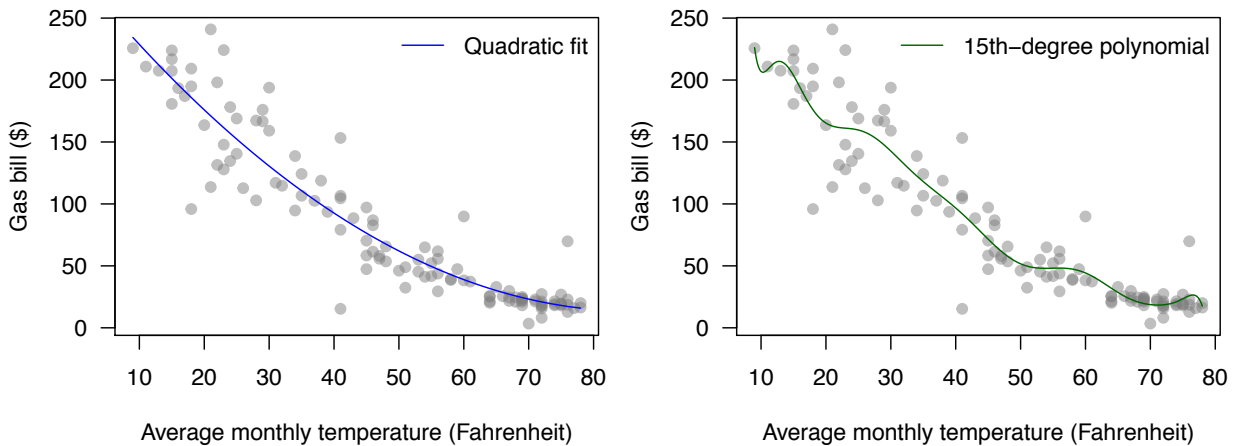 Quadratic fit
Gas bill ($)
250
200
150
100
50
0
10 20 30 40 50 60 70 80
Average monthly temperature (Fahrenheit)
15th−degree polynomial
Gas bill ($)
250
200
150
100
50
0
10 20 30 40 50 60 70 80
Average monthly temperature (Fahrenheit)